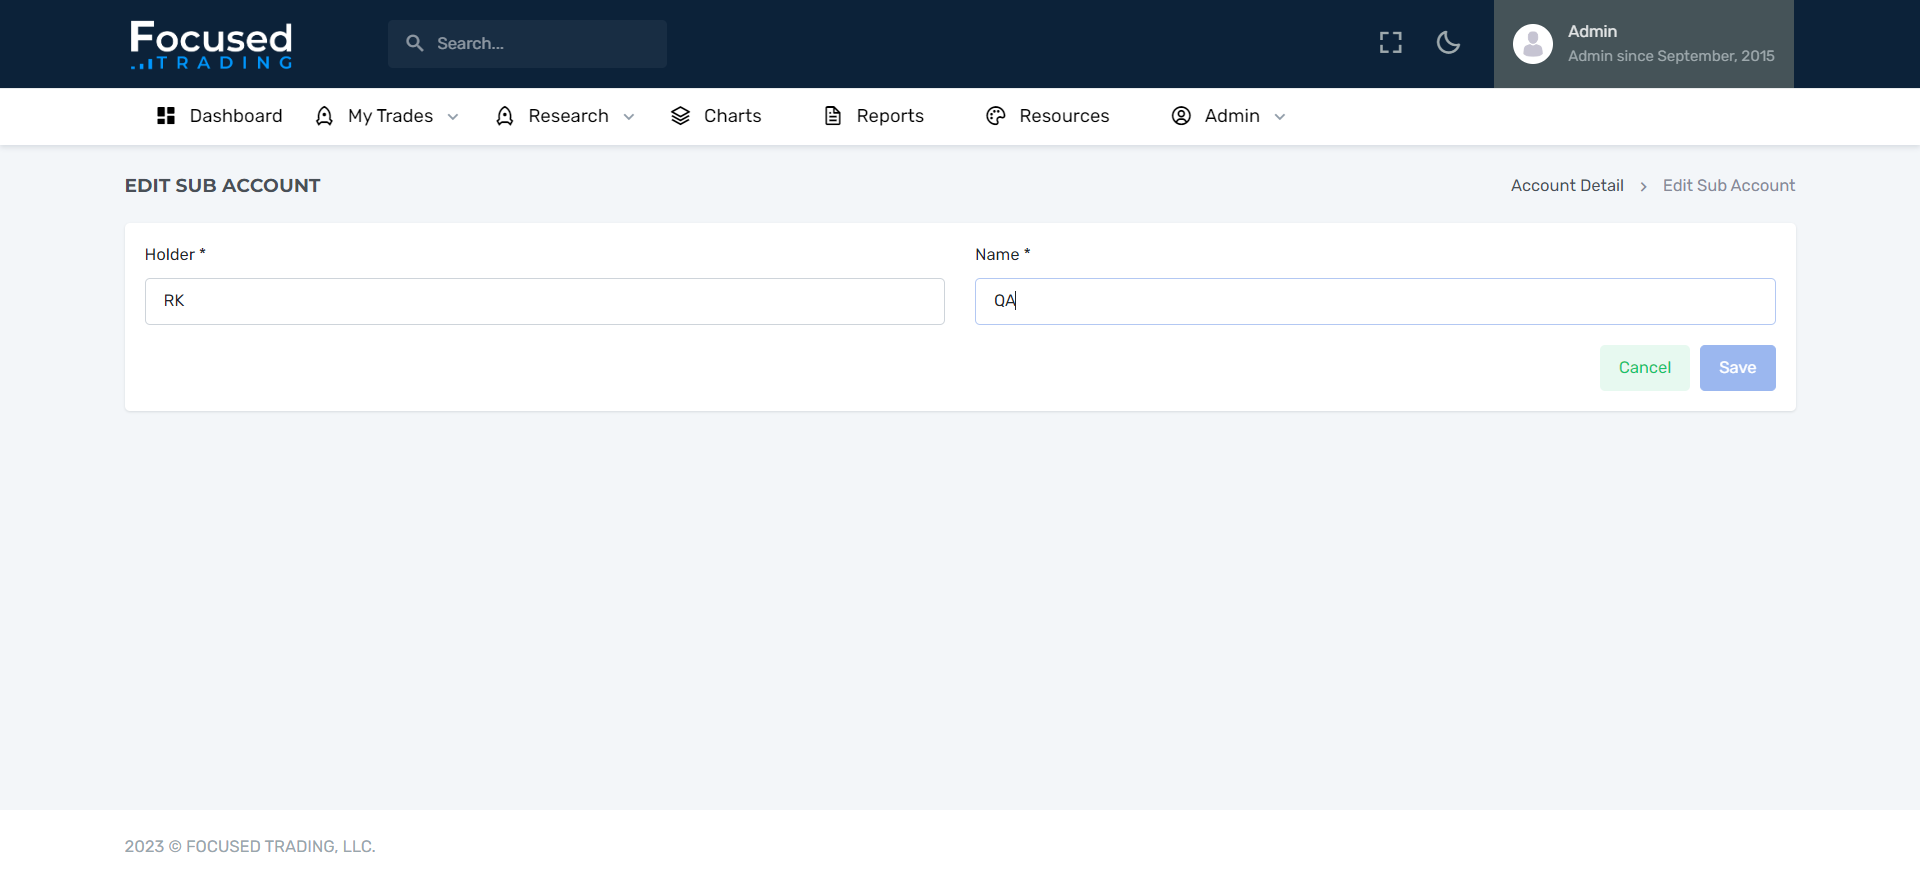 Focused
TRADING
Search...
Admin
Admin since September, 2015
Dashboard
My Trades
Research
Charts
Reports
Resources
Admin
EDIT SUB ACCOUNT
Account Detail > Edit Sub Account
Holder *
Name *
RK
QA
Cancel
Save
2023 © FOCUSED TRADING, LLC.